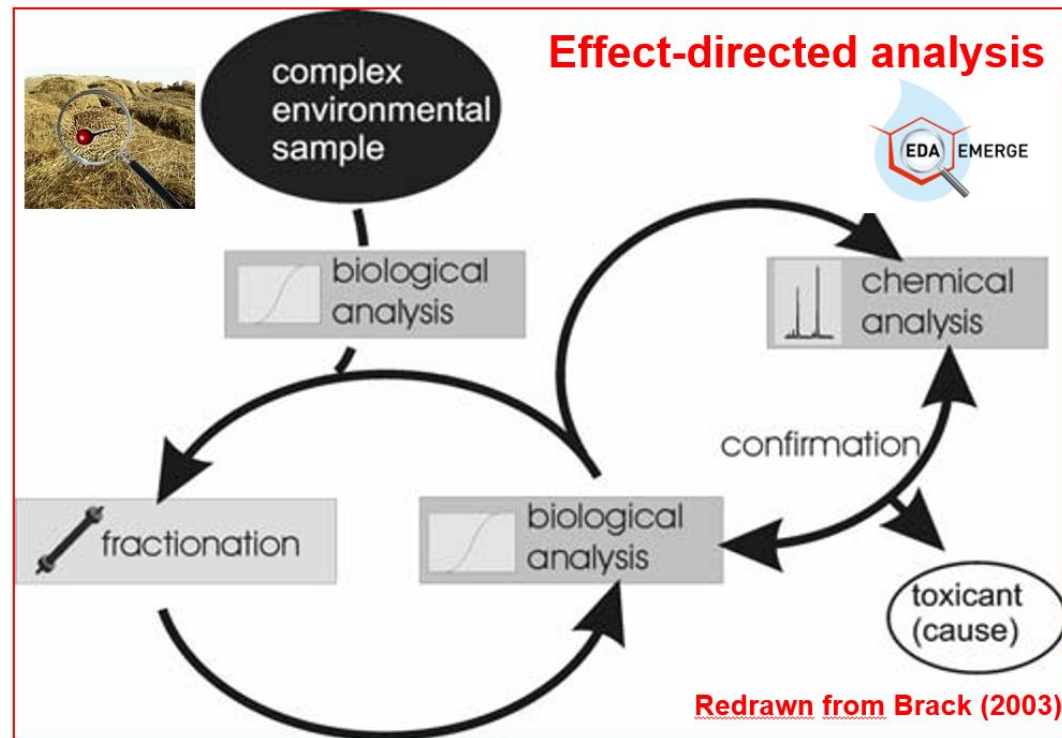 Effect-directed analysis
complex
environmental
sample
EDA EMERGE
biological
analysis
chemical
analysis
confirmation
fractionation
biological
analysis
toxicant
(cause)
Redrawn from Brack (2003)